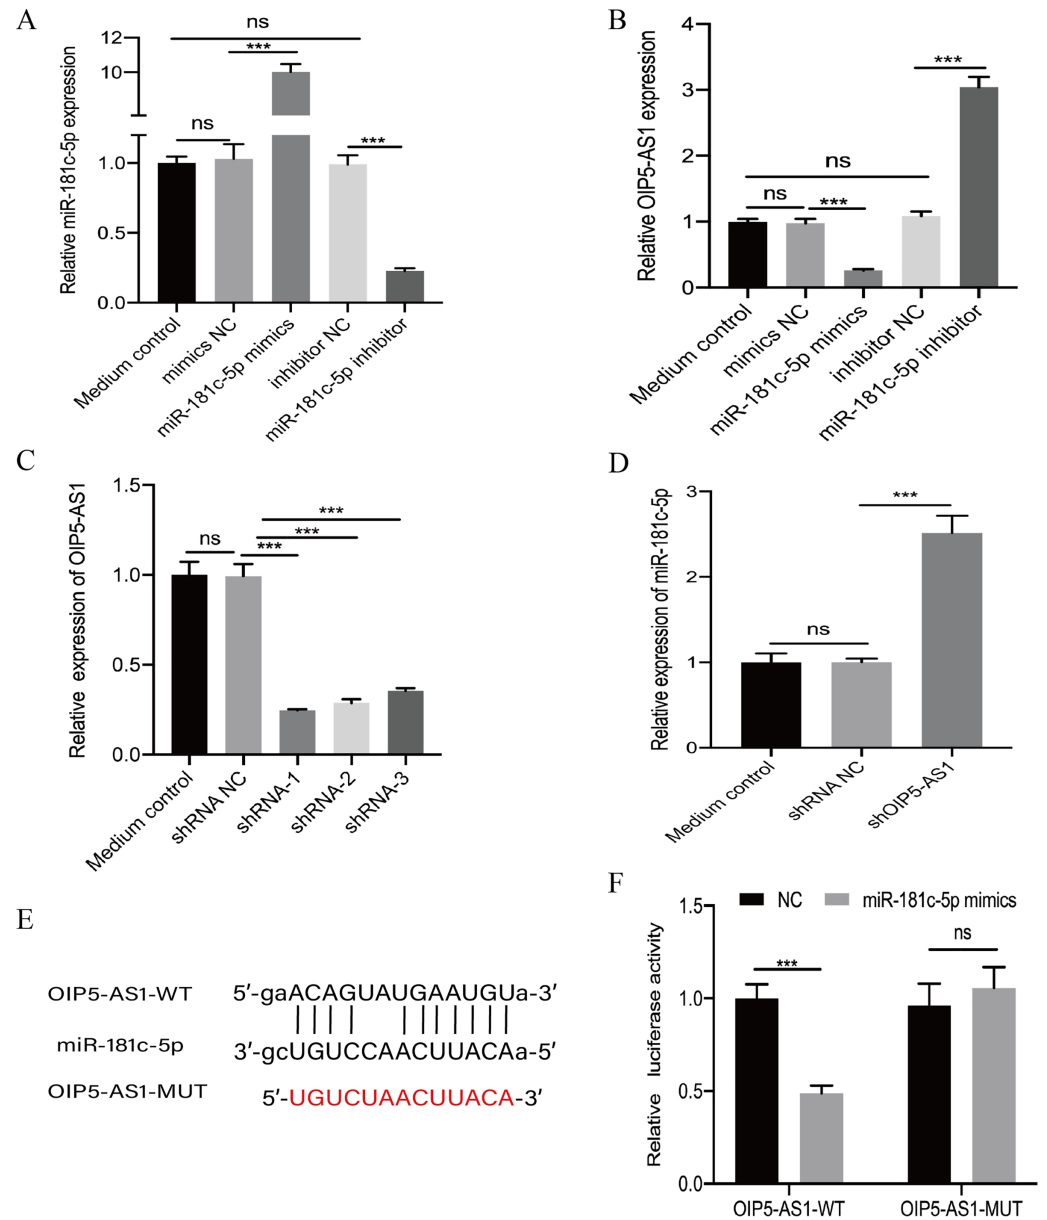 A
Relative miR-181c-5p expression
12
10
1.0
0.5
0.0
ns
***
ns
***
Medium control
mimics NC
miR-181c-5p mimics
inhibitor NC
miR-181c-5p inhibitor
B
Relative OIP5-AS1 expression
4
3
2
1
0
***
ns
ns
***
Medium control
mimics NC
miR-181c-5p mimics
inhibitor NC
miR-181c-5p inhibitor
C
Relative expression of OIP5-AS1
1.5
1.0
0.5
0.0
***
***
ns
***
Medium control
shRNA NC
shRNA-1
shRNA-2
shRNA-3
D
Relative expression of miR-181c-5p
3
2
1
0
***
ns
Medium control
shRNA NC
shOIP5-AS1
E
OIP5-AS1-WT 5′-gaACAGUAUGAAUGUa-3′
miR-181c-5p 3′-gcUGUCCAACUUACAa-5′
OIP5-AS1-MUT 5′-UGUCUAACUUACA-3′
F
NC miR-181c-5p mimics
Relative luciferase activity
1.5
1.0
0.5
0.0
***
ns
OIP5-AS1-WT OIP5-AS1-MUT